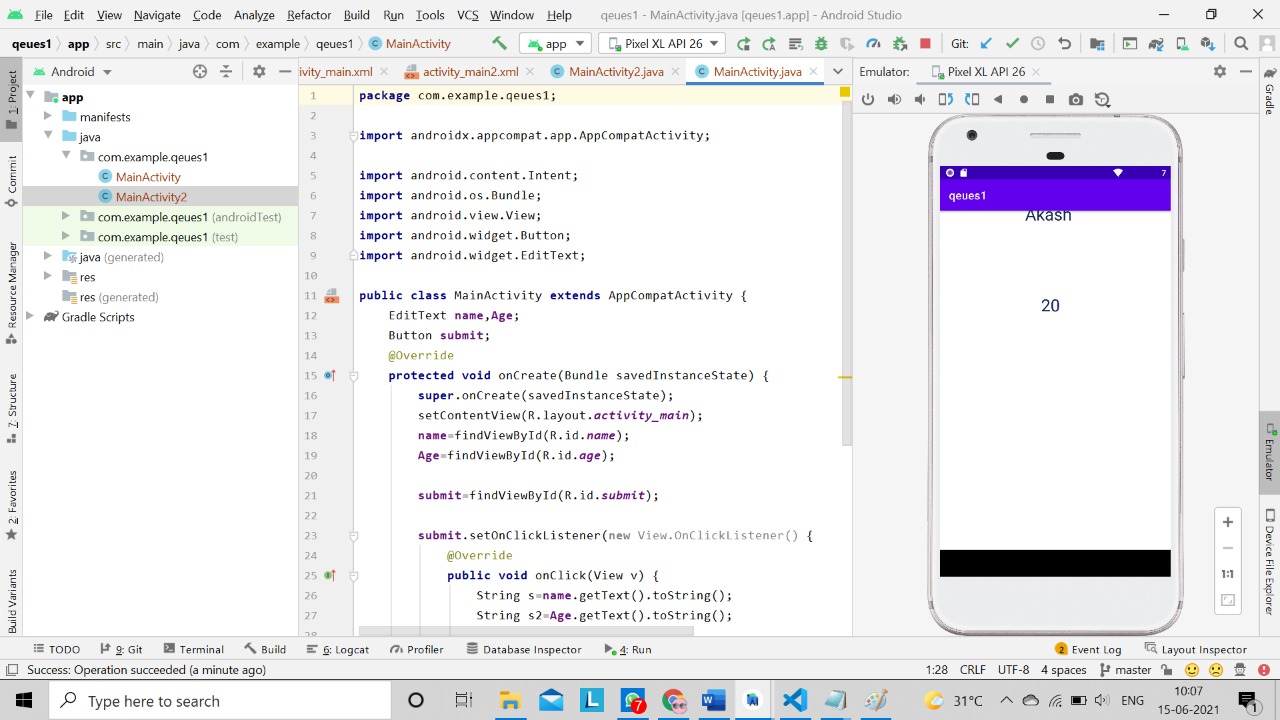 File Edit View Navigate Code Analyze Refactor Build Run Tools VCS Window Help qeues1 - MainActivity.java [qeues1.app] - Android Studio
qeues1 app src main java com example qeues1 MainActivity app Pixel XL API 26 Git:
Android ivity_main.xml activity_main2.xml MainActivity2.java MainActivity.java Emulator: Pixel XL API 26
app
manifests
java
com.example.qeues1
MainActivity
MainActivity2
com.example.qeues1 (androidTest)
com.example.qeues1 (test)
java (generated)
res
res (generated)
Gradle Scripts
1: Project
Commit
Resource Manager
Z: Structure
2: Favorites
Build Variants
1 package com.example.qeues1;
2
3 import androidx.appcompat.app.AppCompatActivity;
4
5 import android.content.Intent;
6 import android.os.Bundle;
7 import android.view.View;
8 import android.widget.Button;
9 import android.widget.EditText;
10
11 public class MainActivity extends AppCompatActivity {
12 EditText name,Age;
13 Button submit;
14 @Override
15 protected void onCreate(Bundle savedInstanceState) {
16 super.onCreate(savedInstanceState);
17 setContentView(R.layout.activity_main);
18 name=findViewById(R.id.name);
19 Age=findViewById(R.id.age);
20
21 submit=findViewById(R.id.submit);
22
23 submit.setOnClickListener(new View.OnClickListener() {
24 @Override
25 public void onClick(View v) {
26 String s=name.getText().toString();
27 String s2=Age.getText().toString();
28
7
qeues1
Akash
20
1:1
Gradle
Emulator
Device File Explorer
TODO 9: Git Terminal Build 6: Logcat Profiler Database Inspector 4: Run 2 Event Log Layout Inspector
Success: Operation succeeded (a minute ago) 1:28 CRLF UTF-8 4 spaces master
Type here to search L 7 W 31°C ENG 10:07
15-06-2021 1